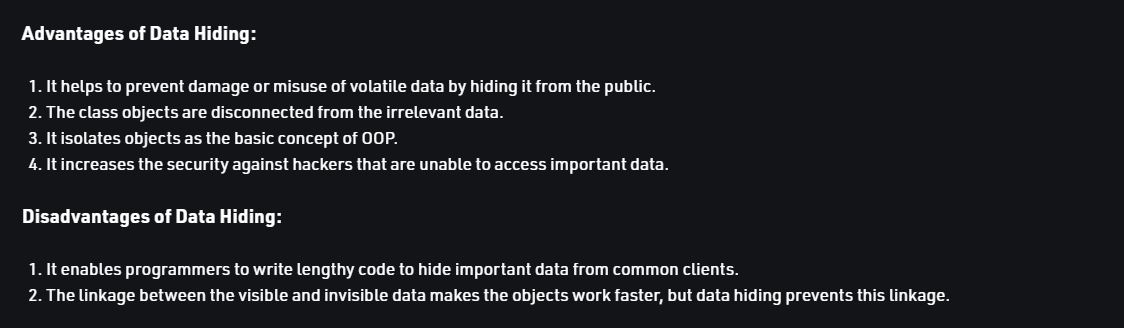 Advantages of Data Hiding:
1. It helps to prevent damage or misuse of volatile data by hiding it from the public.
2. The class objects are disconnected from the irrelevant data.
3. It isolates objects as the basic concept of OOP.
4. It increases the security against hackers that are unable to access important data.
Disadvantages of Data Hiding:
1. It enables programmers to write lengthy code to hide important data from common clients.
2. The linkage between the visible and invisible data makes the objects work faster, but data hiding prevents this linkage.